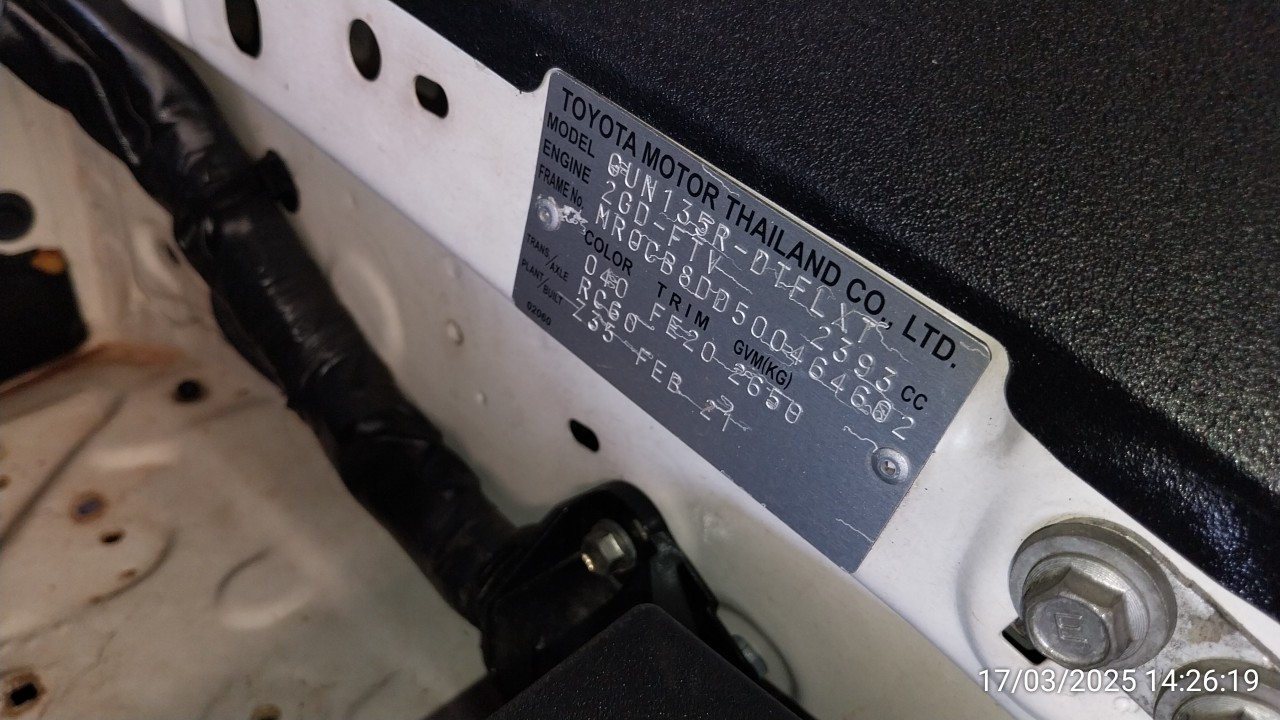 TOYOTA MOTOR THAILAND CO., LTD.
MODEL GUN135R-DTFLXT
ENGINE 2GD-FTV 2393 CC
FRAME No. MR0CB8DD500464602
COLOR TRIM GVM(KG)
040 FE20 2650
TRANS/AXLE RC60
PLANT/BUILT Z35 FEB 21
02060
17/03/2025 14:26:19